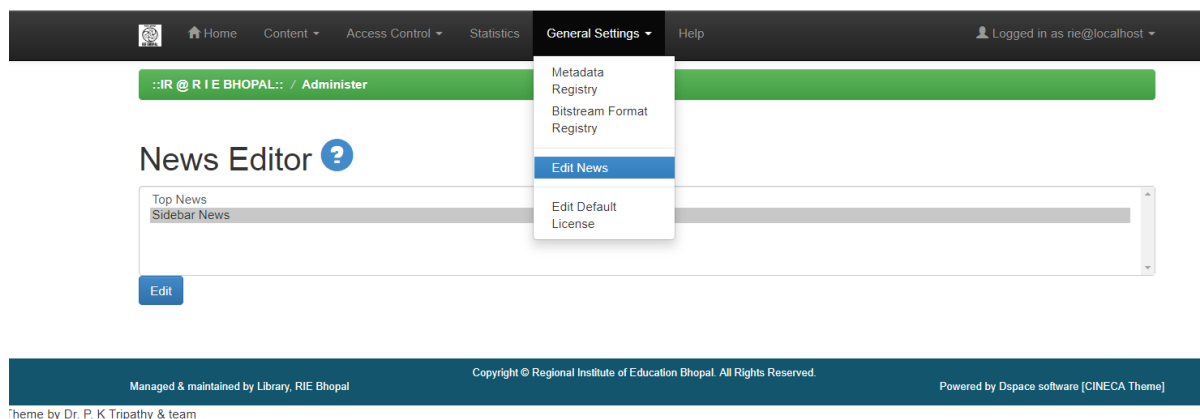 Home Content Access Control Statistics General Settings Help Logged in as rie@localhost
Metadata
Registry
Bitstream Format
Registry
Edit News
Edit Default
License
::IR @ R I E BHOPAL:: / Administer
News Editor ?
Top News
Sidebar News
Edit
Copyright © Regional Institute of Education Bhopal. All Rights Reserved.
Managed & maintained by Library, RIE Bhopal
Powered by Dspace software [CINECA Theme]
Theme by Dr. P. K Tripathy & team